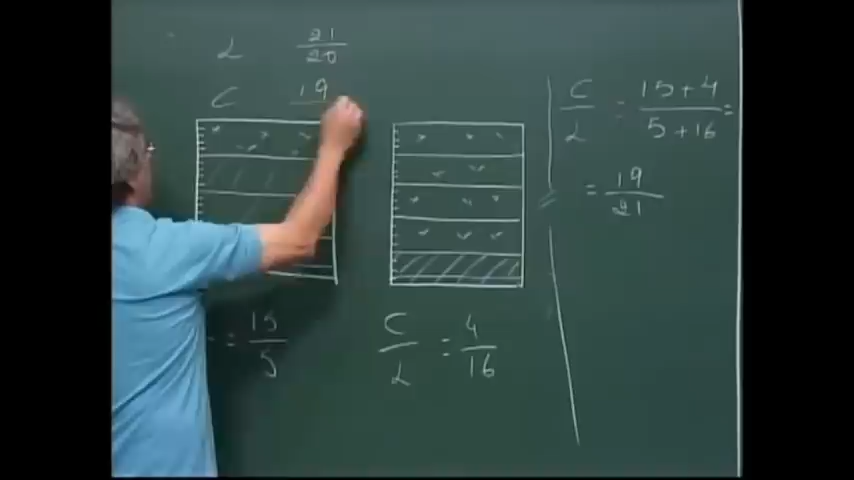 L 21/20
C 19
C/L = (15+4)/(5+16) =
= 19/21
= 15/5
C/L = 4/16